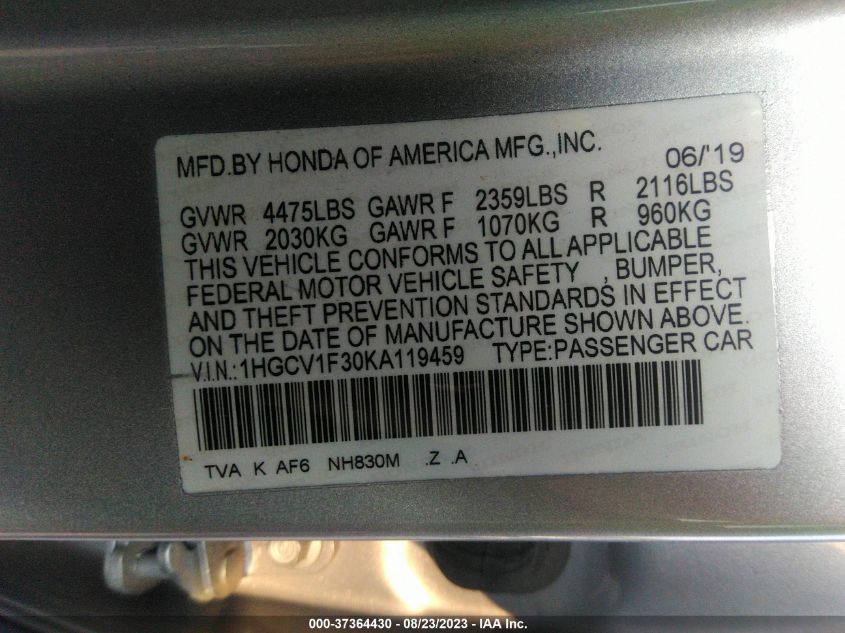 MFD.BY HONDA OF AMERICA MFG.,INC. 06/'19
GVWR 4475LBS GAWR F 2359LBS R 2116LBS
GVWR 2030KG GAWR F 1070KG R 960KG
THIS VEHICLE CONFORMS TO ALL APPLICABLE
FEDERAL MOTOR VEHICLE SAFETY , BUMPER,
AND THEFT PREVENTION STANDARDS IN EFFECT
ON THE DATE OF MANUFACTURE SHOWN ABOVE.
V.I.N.:1HGCV1F30KA119459 TYPE:PASSENGER CAR
TVA K AF6 NH830M .Z .A
000-37364430 - 08/23/2023 - IAA Inc.